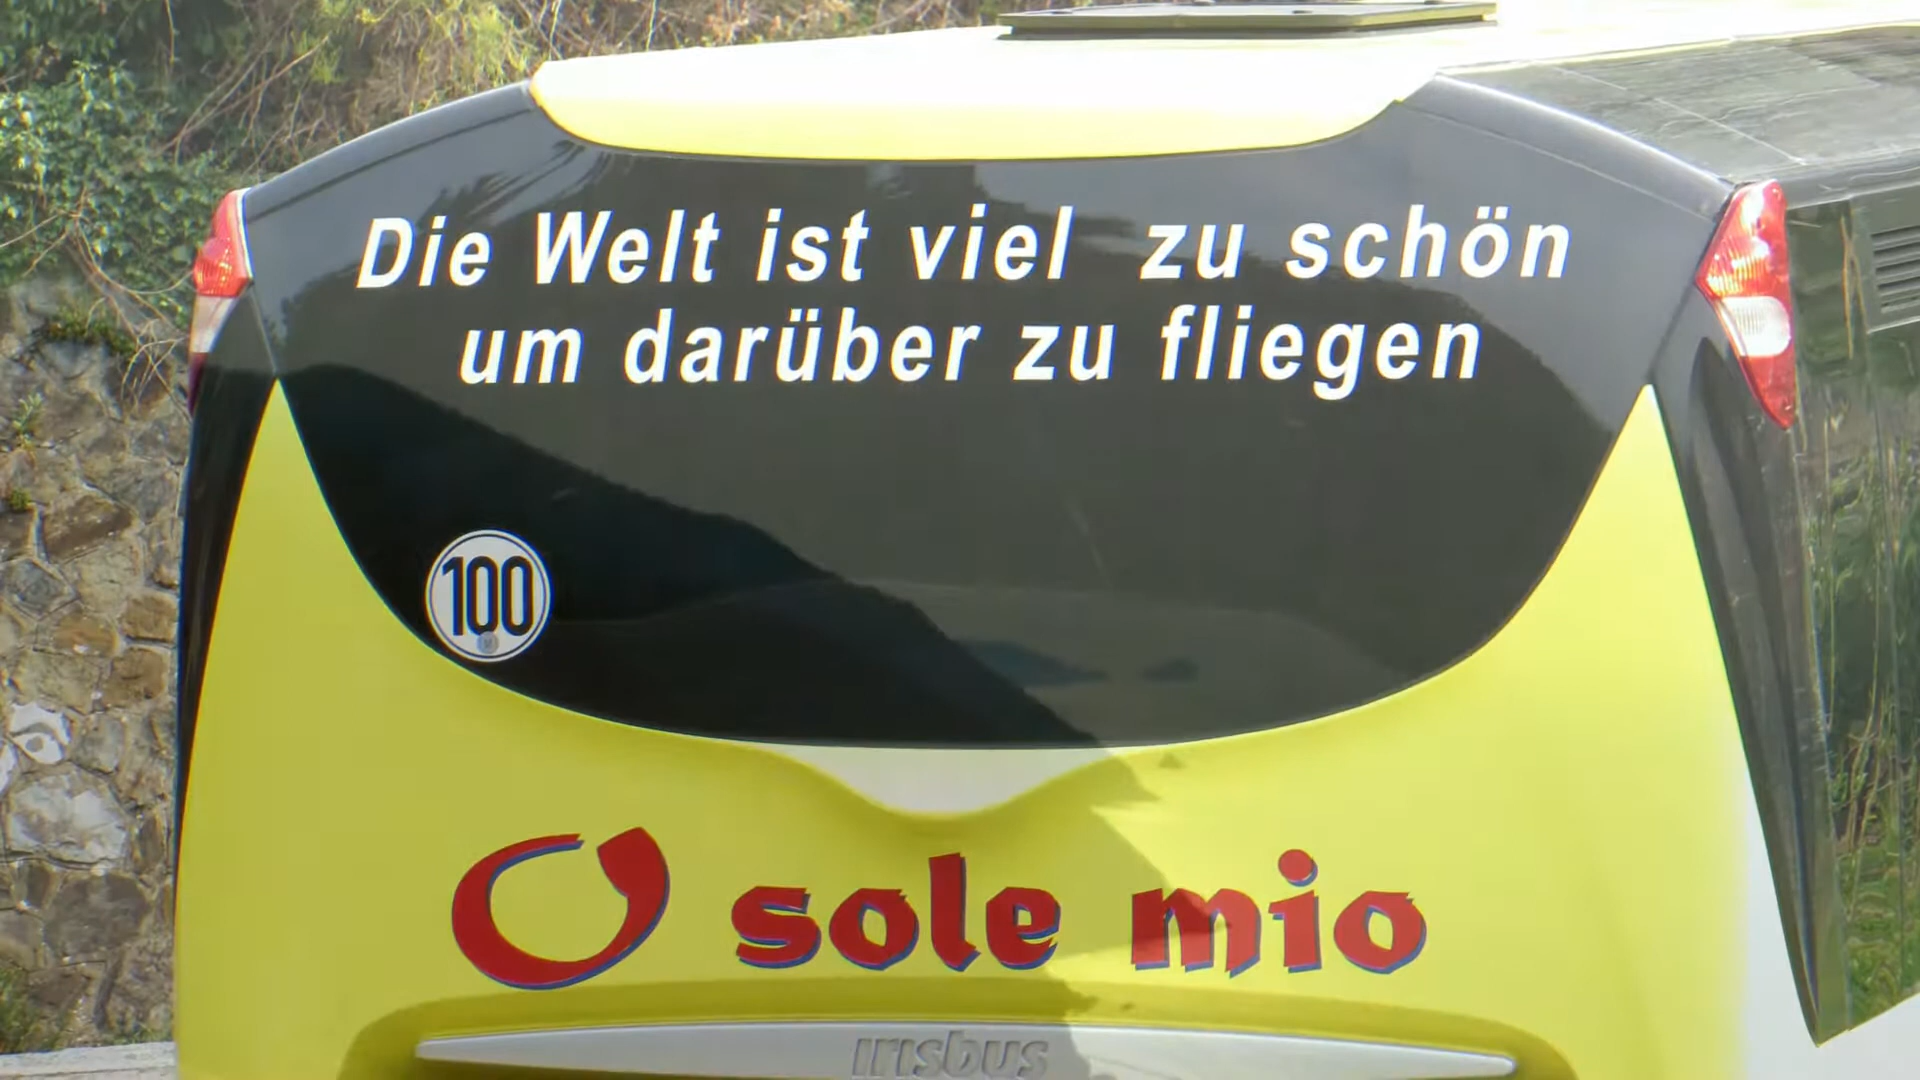 Die Welt ist viel zu schön
um darüber zu fliegen
100
O sole mio
irisbus